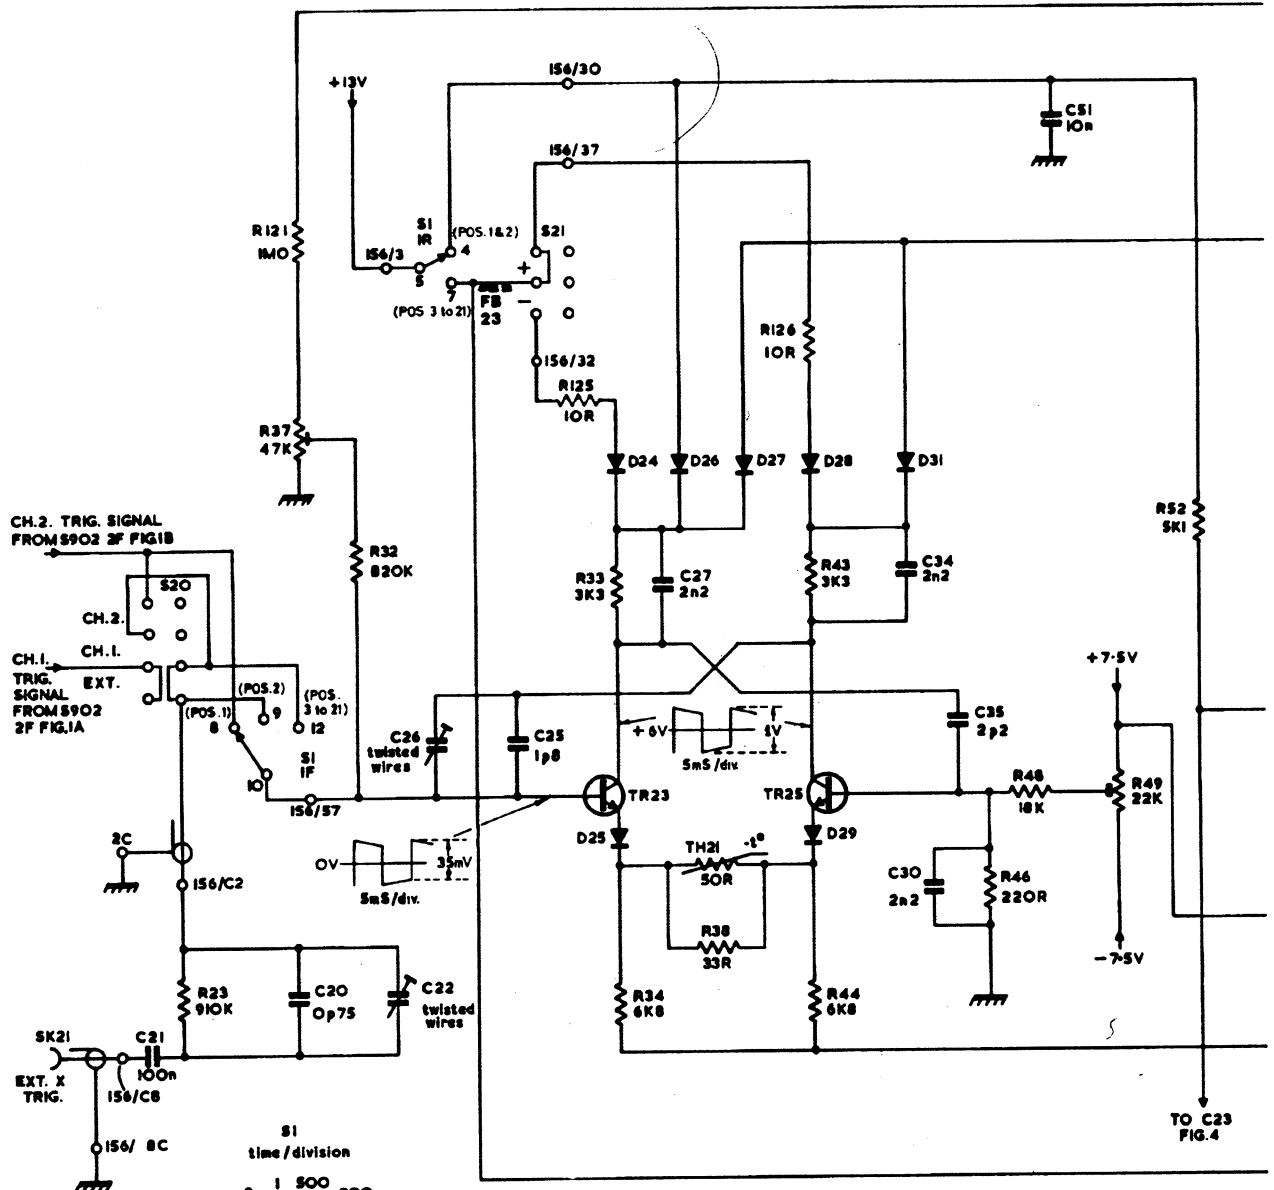 +13V
156/30
C51
10n
156/37
R121
1M0
S1
1R
(POS. 1&2)
S21
156/3
4
5
+
7
(POS 3 to 21)
FB
23
−
R126
10R
156/32
R125
10R
R37
47K
D24
D26
D27
D28
D31
CH.2. TRIG. SIGNAL
FROM S902 2F FIG.1B
R52
5K1
R32
820K
S20
R33
3K3
C27
2n2
R43
3K3
C34
2n2
CH.2.
CH.1.
CH.1.
EXT.
TRIG.
SIGNAL
FROM S902
2F FIG.1A
(POS.2)
(POS.1)
(POS.
3 to 21)
8
9
12
+7·5V
+6V
1V
5mS/div.
C35
2p2
C26
twisted
wires
C25
1p8
S1
1F
10
156/57
TR23
TR25
R48
18K
R49
22K
D25
D29
TH21
-t°
50R
2C
0V
35mV
5mS/div.
156/C2
C30
2n2
R46
220R
R38
33R
−7·5V
R23
910K
C20
0p75
C22
twisted
wires
R34
6K8
R44
6K8
SK21
C21
100n
EXT. X
TRIG.
156/C8
TO C23
FIG.4
156/ 8C
S1
time/division
1 500